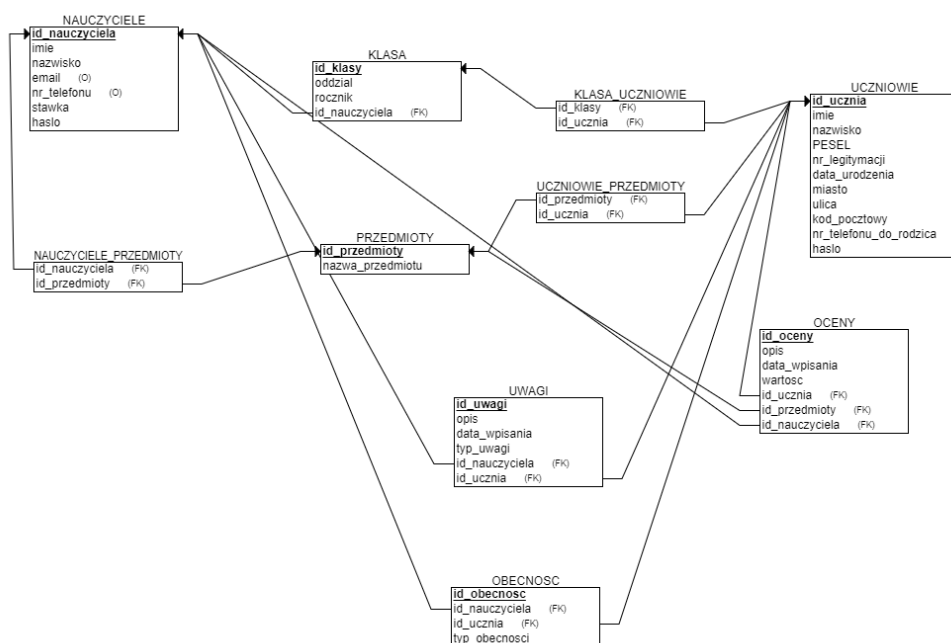 NAUCZYCIELE
id_nauczyciela
imie
nazwisko
email (O)
nr_telefonu (O)
stawka
haslo
KLASA
id_klasy
oddzial
rocznik
id_nauczyciela (FK)
KLASA_UCZNIOWIE
id_klasy (FK)
id_ucznia (FK)
UCZNIOWIE
id_ucznia
imie
nazwisko
PESEL
nr_legitymacji
data_urodzenia
miasto
ulica
kod_pocztowy
nr_telefonu_do_rodzica
haslo
UCZNIOWIE_PRZEDMIOTY
id_przedmioty (FK)
id_ucznia (FK)
PRZEDMIOTY
id_przedmioty
nazwa_przedmiotu
NAUCZYCIELE_PRZEDMIOTY
id_nauczyciela (FK)
id_przedmioty (FK)
OCENY
id_oceny
opis
data_wpisania
wartosc
id_ucznia (FK)
id_przedmioty (FK)
id_nauczyciela (FK)
UWAGI
id_uwagi
opis
data_wpisania
typ_uwagi
id_nauczyciela (FK)
id_ucznia (FK)
OBECNOSC
id_obecnosc
id_nauczyciela (FK)
id_ucznia (FK)
typ_obecnosci